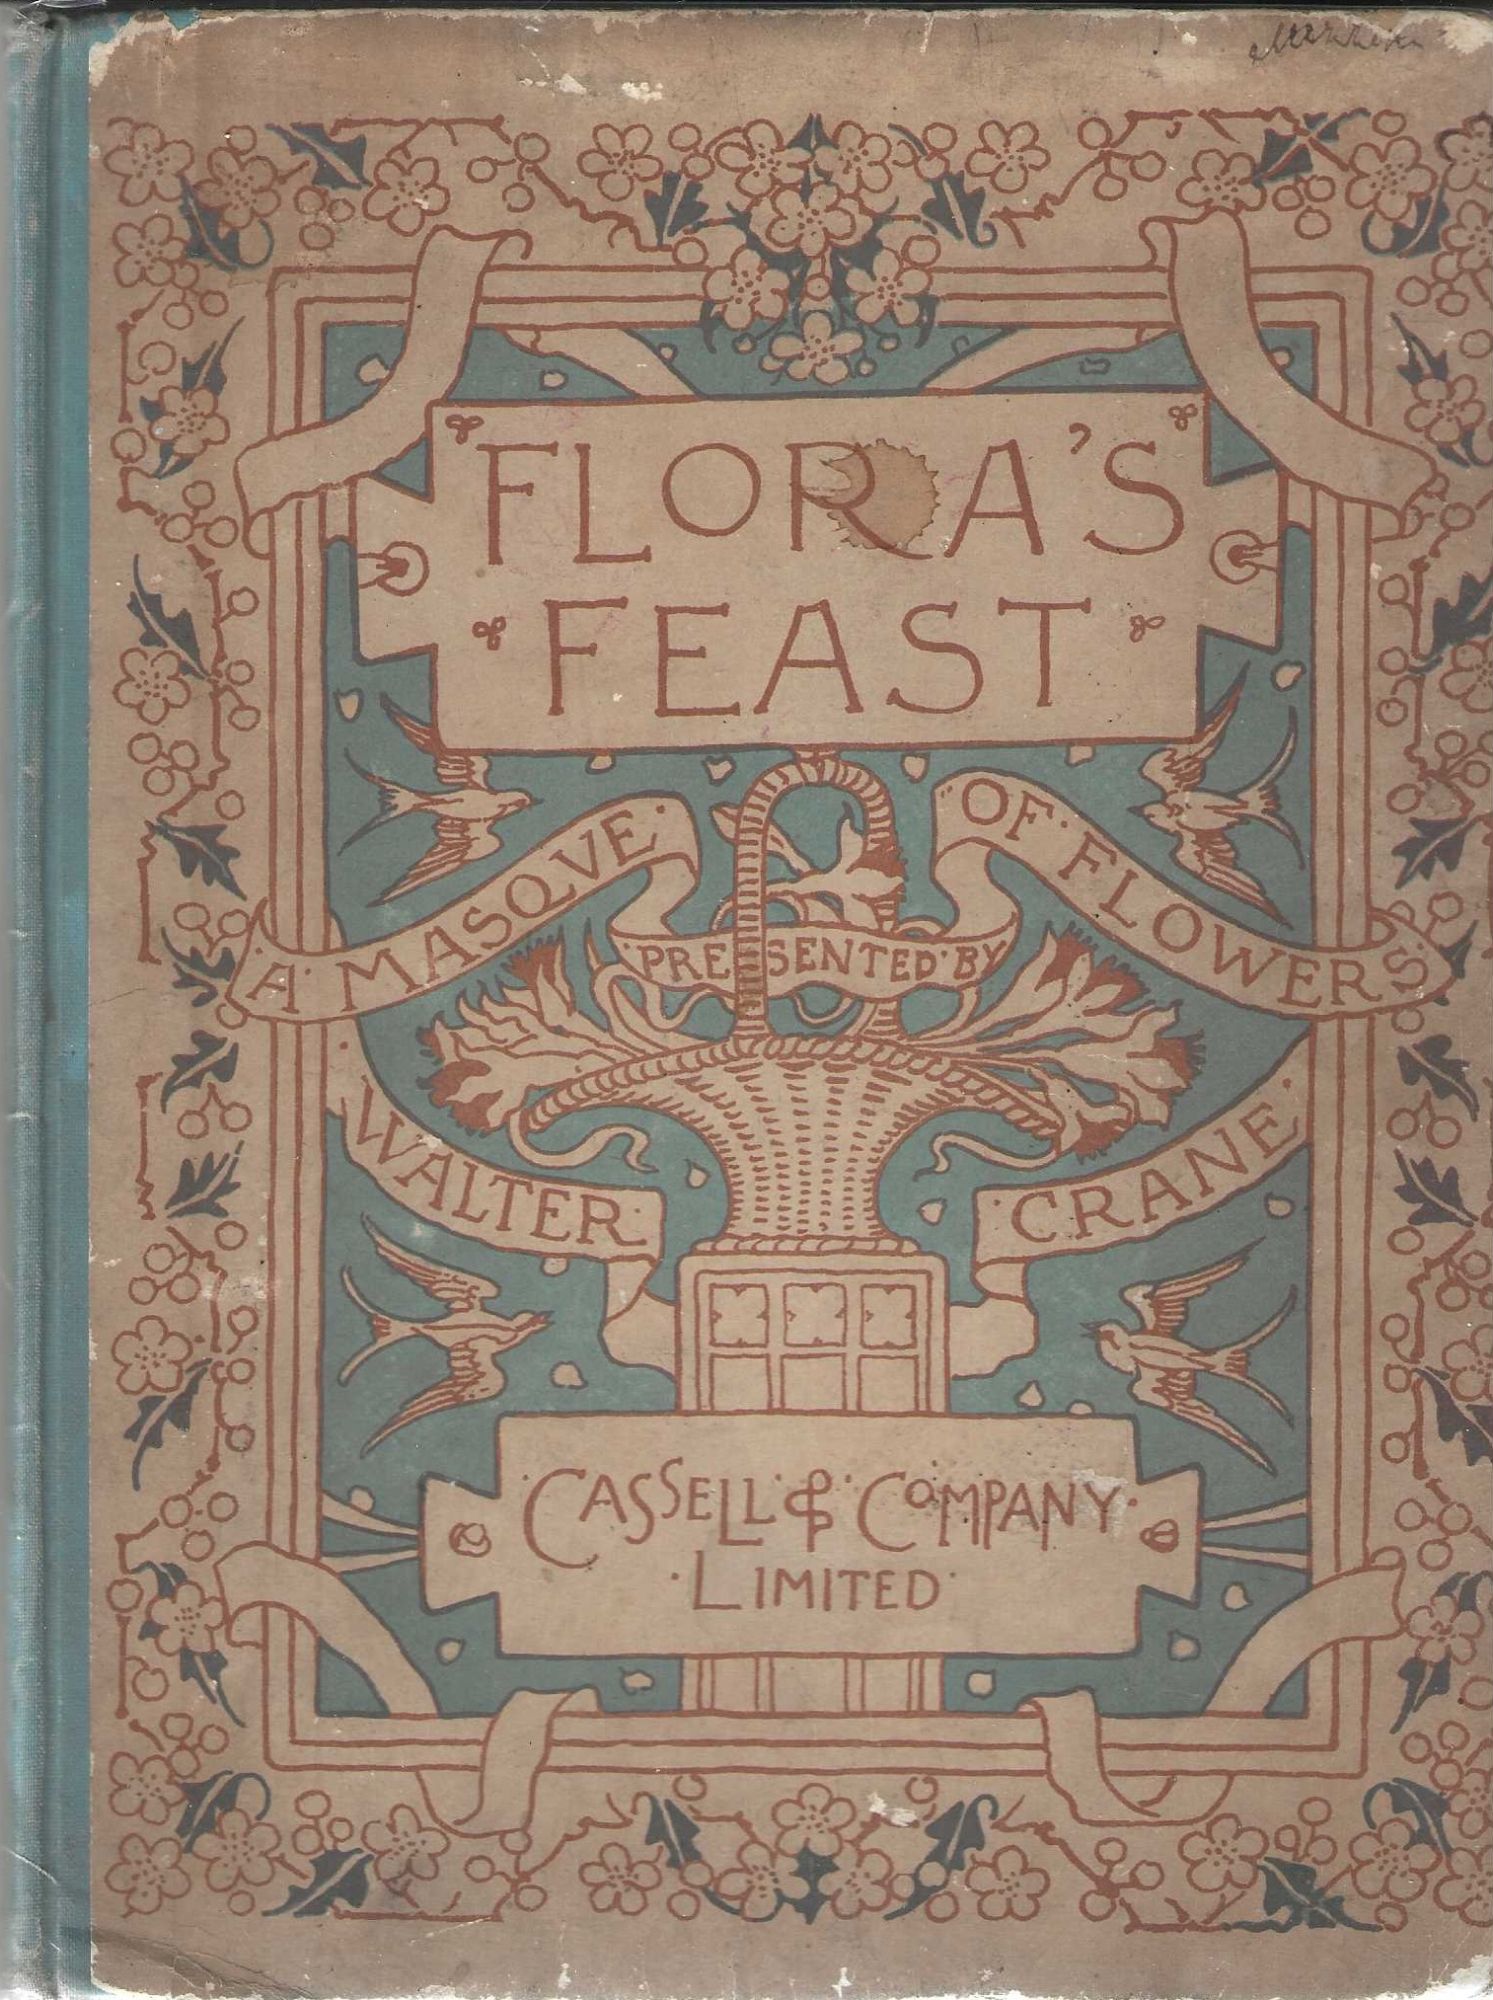 "FLORA'S"
"FEAST"
·A·MASQVE·
"OF·FLOWERS
·PRESENTED·BY
·WALTER·
·CRANE·
·CASSELL·&·COMPANY·
·LIMITED·